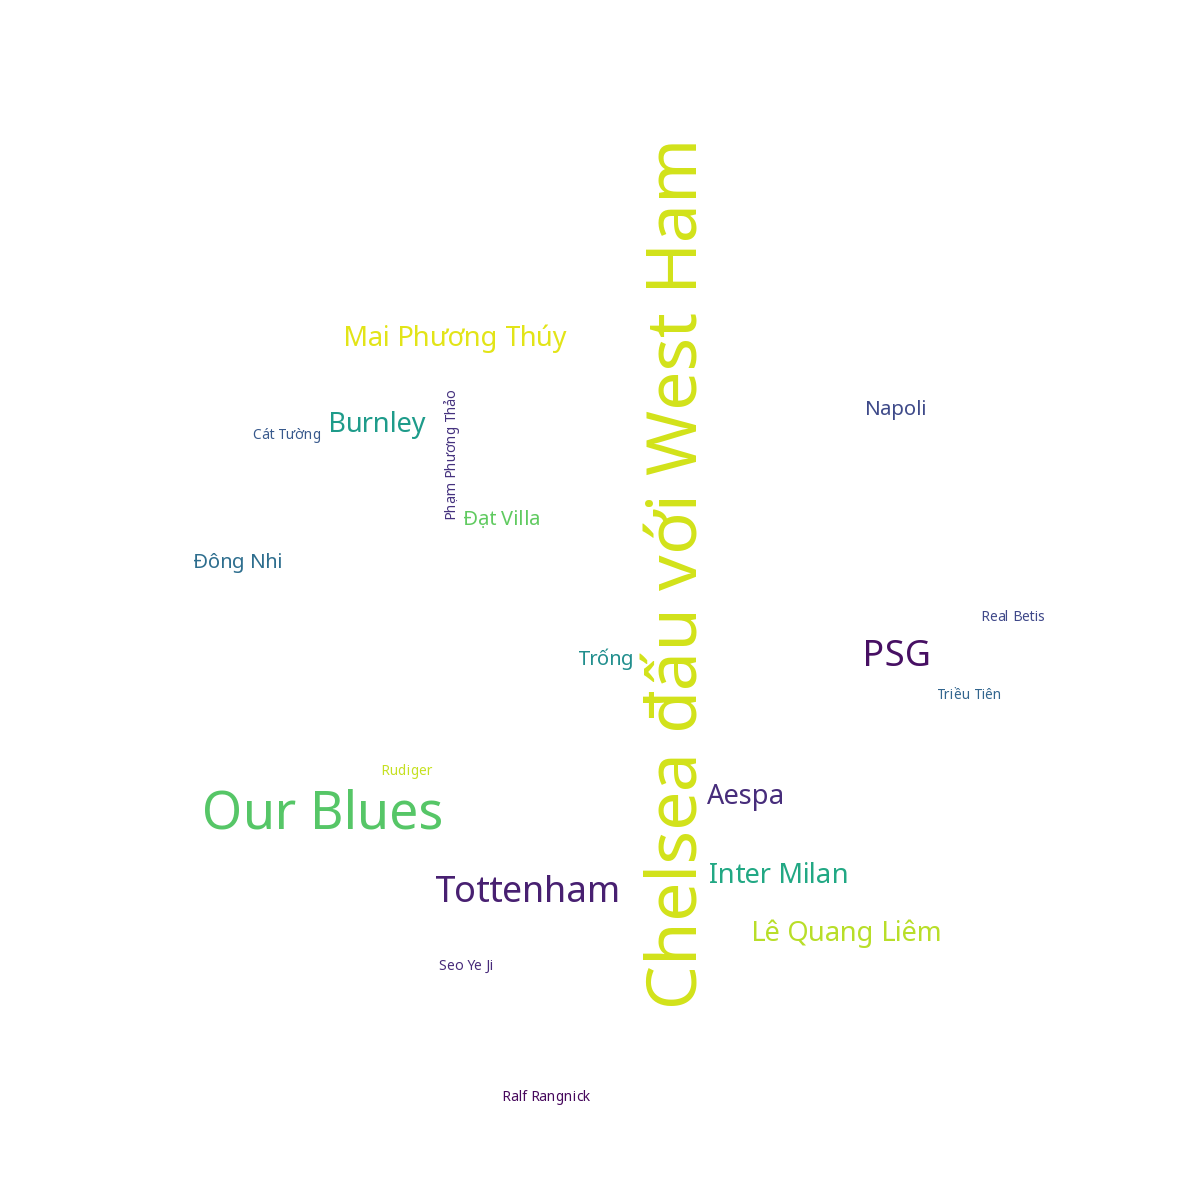 Chelsea đấu với West Ham
Mai Phương Thúy
Napoli
Burnley
Cát Tường
Phạm Phương Thảo
Đạt Villa
Đông Nhi
Real Betis
Trống
PSG
Triều Tiên
Rudiger
Our Blues
Aespa
Inter Milan
Tottenham
Lê Quang Liêm
Seo Ye Ji
Ralf Rangnick